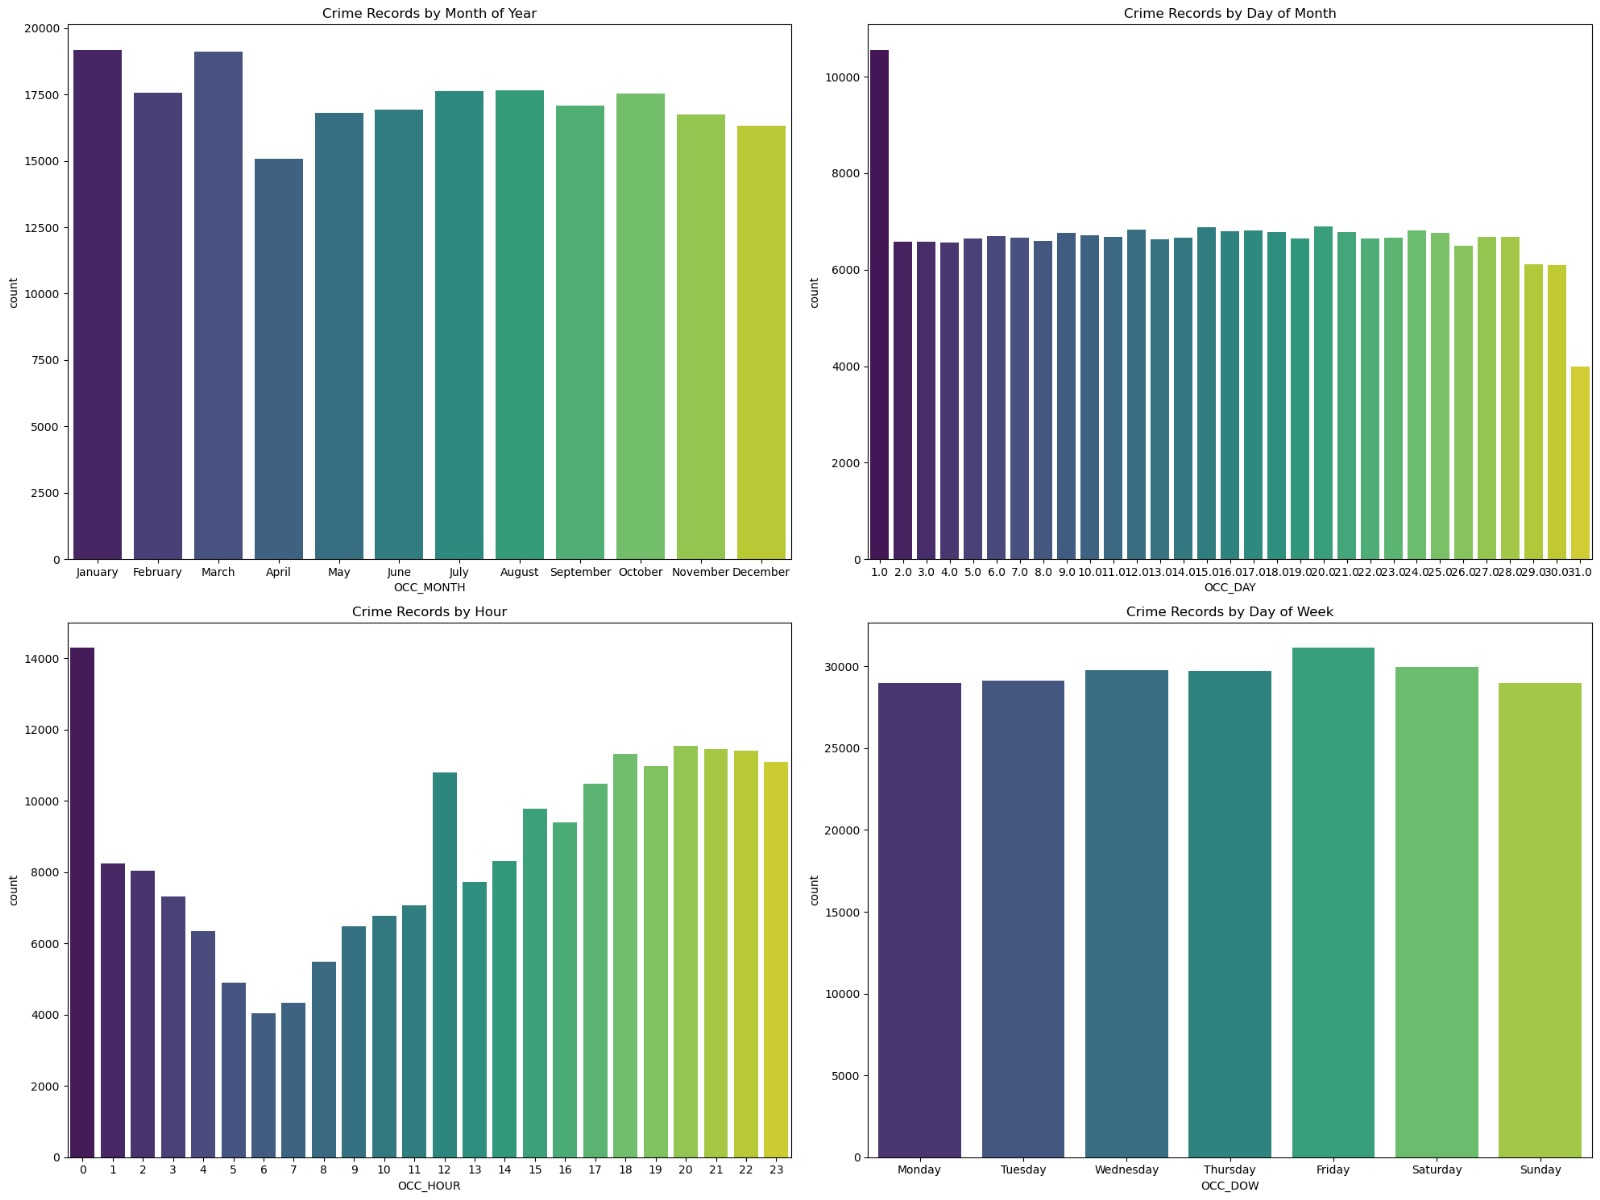 Crime Records by Month of Year
20000
17500
15000
12500
10000
7500
5000
2500
0
count
January February March April May June July August September October November December
OCC_MONTH
Crime Records by Day of Month
10000
8000
6000
4000
2000
0
count
1.0 2.0 3.0 4.0 5.0 6.0 7.0 8.0 9.0 10.0 11.0 12.0 13.0 14.0 15.0 16.0 17.0 18.0 19.0 20.0 21.0 22.0 23.0 24.0 25.0 26.0 27.0 28.0 29.0 30.0 31.0
OCC_DAY
Crime Records by Hour
14000
12000
10000
8000
6000
4000
2000
0
count
0 1 2 3 4 5 6 7 8 9 10 11 12 13 14 15 16 17 18 19 20 21 22 23
OCC_HOUR
Crime Records by Day of Week
30000
25000
20000
15000
10000
5000
0
count
Monday Tuesday Wednesday Thursday Friday Saturday Sunday
OCC_DOW